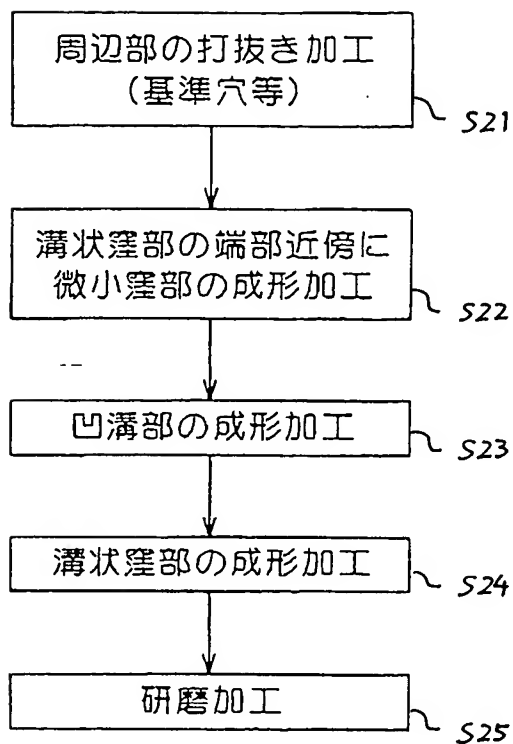 周辺部の打抜き加工
(基準穴等)
S21
溝状窪部の端部近傍に
微小窪部の成形加工
S22
凹溝部の成形加工
S23
溝状窪部の成形加工
S24
研磨加工
S25